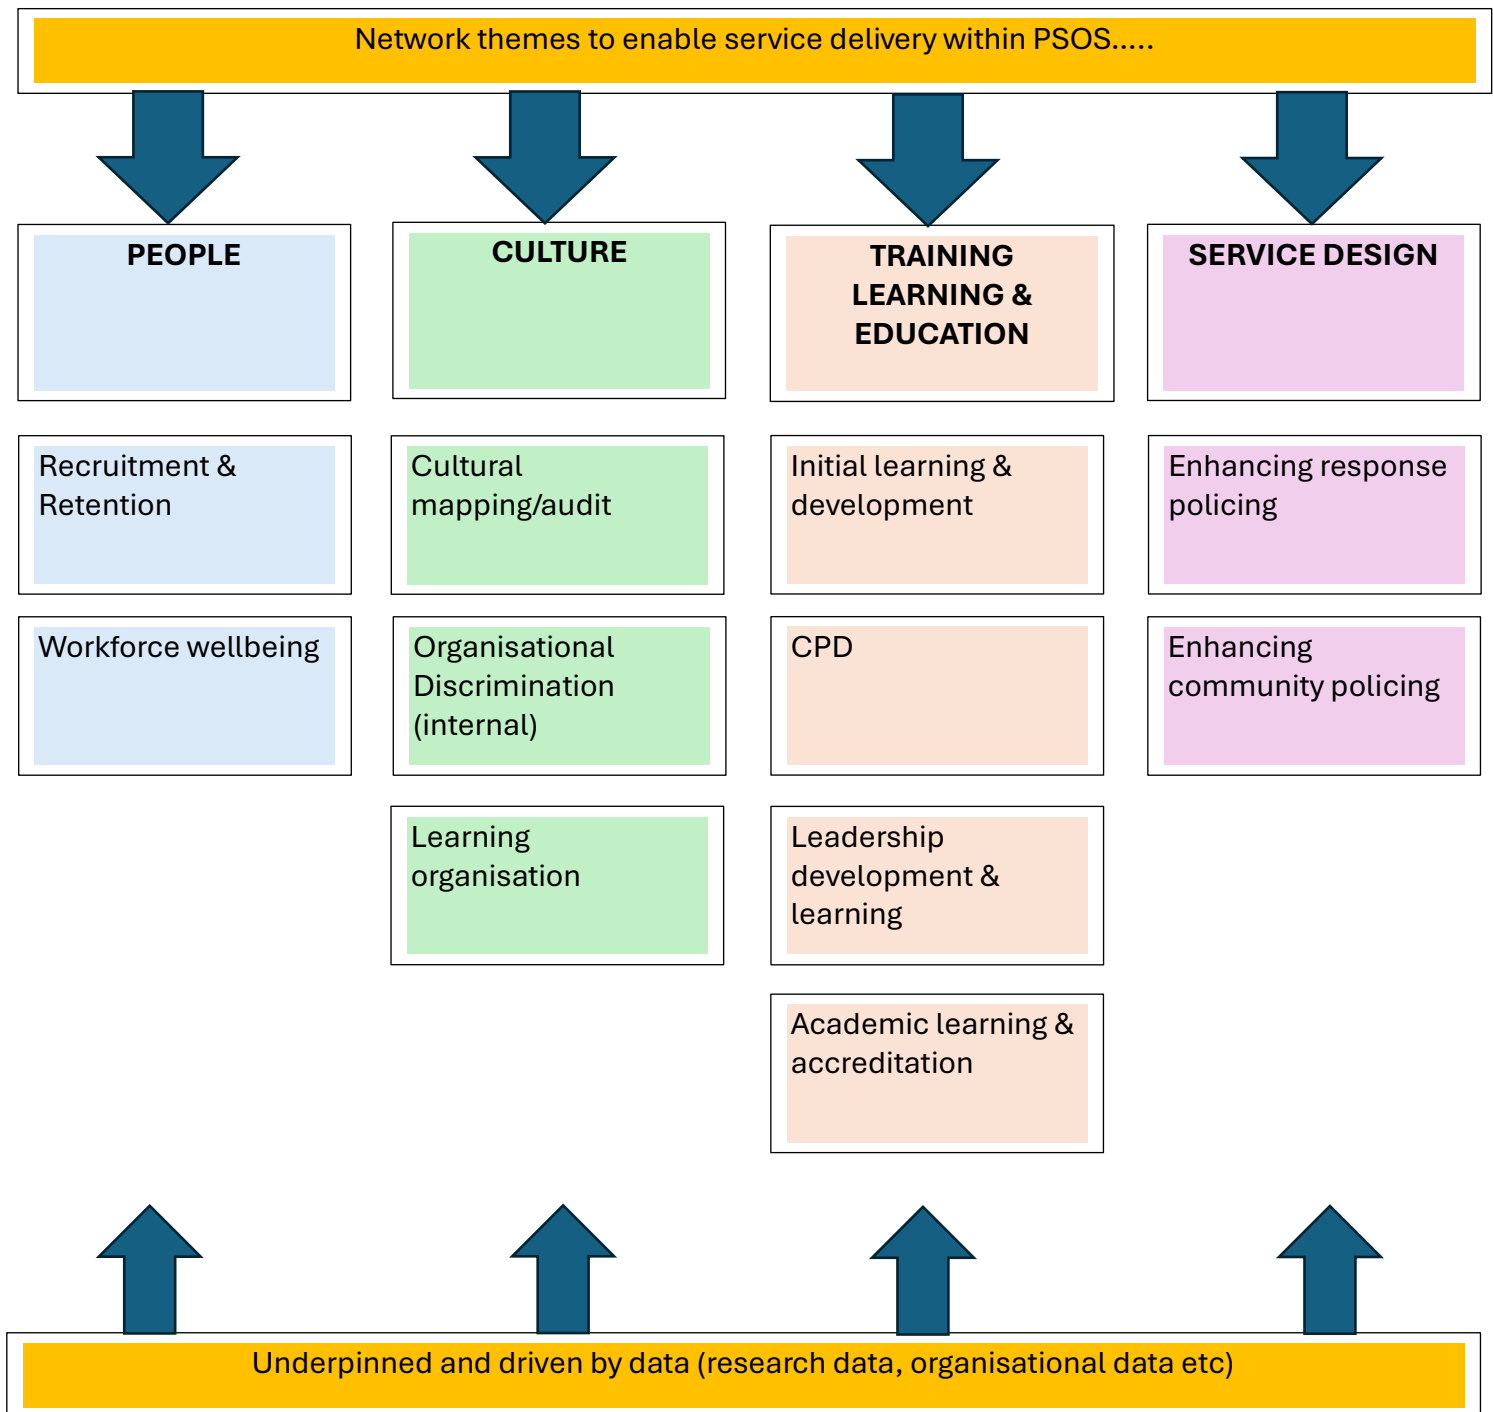 Network themes to enable service delivery within PSOS.....
PEOPLE
CULTURE
TRAINING
LEARNING &
EDUCATION
SERVICE DESIGN
Recruitment &
Retention
Cultural
mapping/audit
Initial learning &
development
Enhancing response
policing
Workforce wellbeing
Organisational
Discrimination
(internal)
CPD
Enhancing
community policing
Learning
organisation
Leadership
development &
learning
Academic learning &
accreditation
Underpinned and driven by data (research data, organisational data etc)